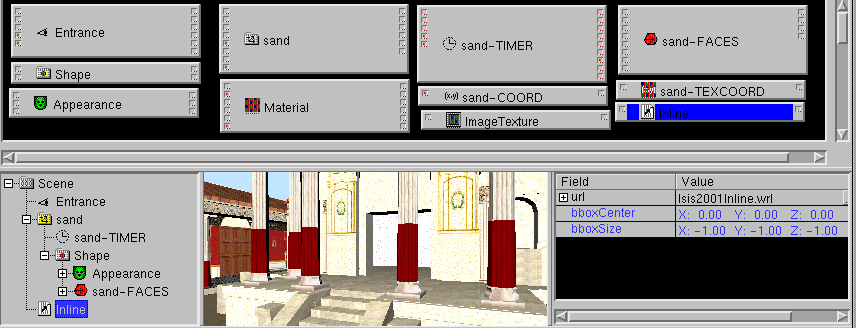 Entrance
sand
sand-TIMER
sand-FACES
Shape
sand-TEXCOORD
Appearance
Material
(x,y) sand-COORD
Inline
ImageTexture
Scene
Entrance
sand
sand-TIMER
Shape
Appearance
sand-FACES
Inline
Field Value
url Isis2001Inline.wrl
bboxCenter X: 0.00 Y: 0.00 Z: 0.00
bboxSize X: -1.00 Y: -1.00 Z: -1.00